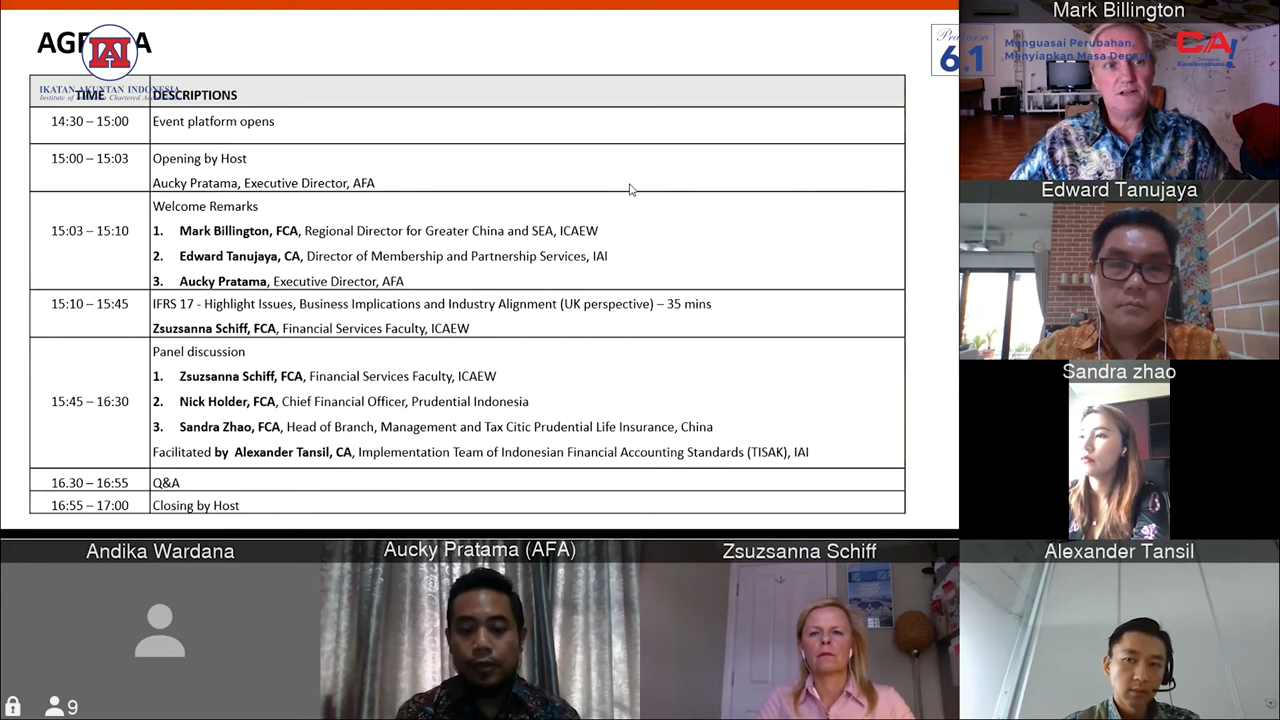 AGE A
IAI
IKATAN AKUNTAN INDONESIA
Institute of
TIME
DESCRIPTIONS
14:30 – 15:00
Event platform opens
15:00 – 15:03
Opening by Host
Aucky Pratama, Executive Director, AFA
15:03 – 15:10
Welcome Remarks
1. Mark Billington, FCA, Regional Director for Greater China and SEA, ICAEW
2. Edward Tanujaya, CA, Director of Membership and Partnership Services, IAI
3. Aucky Pratama, Executive Director, AFA
15:10 – 15:45
IFRS 17 - Highlight Issues, Business Implications and Industry Alignment (UK perspective) – 35 mins
Zsuzsanna Schiff, FCA, Financial Services Faculty, ICAEW
15:45 – 16:30
Panel discussion
1. Zsuzsanna Schiff, FCA, Financial Services Faculty, ICAEW
2. Nick Holder, FCA, Chief Financial Officer, Prudential Indonesia
3. Sandra Zhao, FCA, Head of Branch, Management and Tax Citic Prudential Life Insurance, China
Facilitated by Alexander Tansil, CA, Implementation Team of Indonesian Financial Accounting Standards (TISAK), IAI
16.30 – 16:55
Q&A
16:55 – 17:00
Closing by Host
Mark Billington
Prakarsa
6.1
Menguasai Perubahan,
Menyiapkan Masa Depan
CA!
Edward Tanujaya
Sandra zhao
Andika Wardana
Aucky Pratama (AFA)
Zsuzsanna Schiff
Alexander Tansil
9